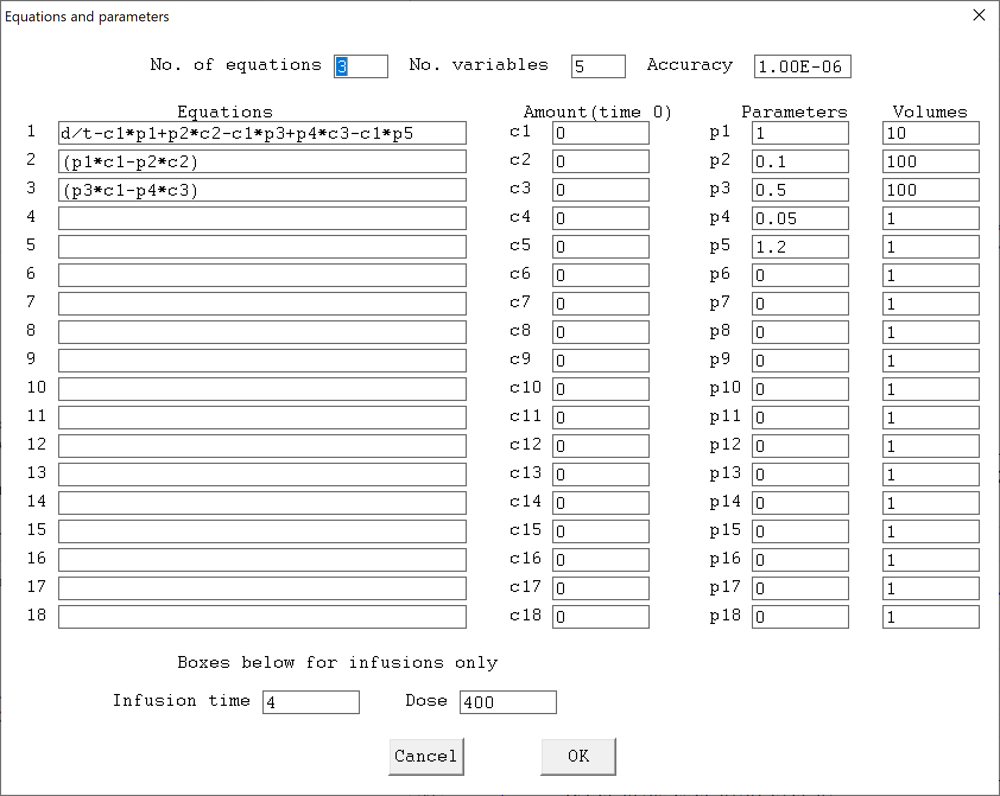 Equations and parameters
No. of equations 3 No. variables 5 Accuracy 1.00E-06
Equations Amount(time 0) Parameters Volumes
1 d/t-c1*p1+p2*c2-c1*p3+p4*c3-c1*p5 c1 0 p1 1 10
2 (p1*c1-p2*c2) c2 0 p2 0.1 100
3 (p3*c1-p4*c3) c3 0 p3 0.5 100
4 c4 0 p4 0.05 1
5 c5 0 p5 1.2 1
6 c6 0 p6 0 1
7 c7 0 p7 0 1
8 c8 0 p8 0 1
9 c9 0 p9 0 1
10 c10 0 p10 0 1
11 c11 0 p11 0 1
12 c12 0 p12 0 1
13 c13 0 p13 0 1
14 c14 0 p14 0 1
15 c15 0 p15 0 1
16 c16 0 p16 0 1
17 c17 0 p17 0 1
18 c18 0 p18 0 1
Boxes below for infusions only
Infusion time 4 Dose 400
Cancel OK